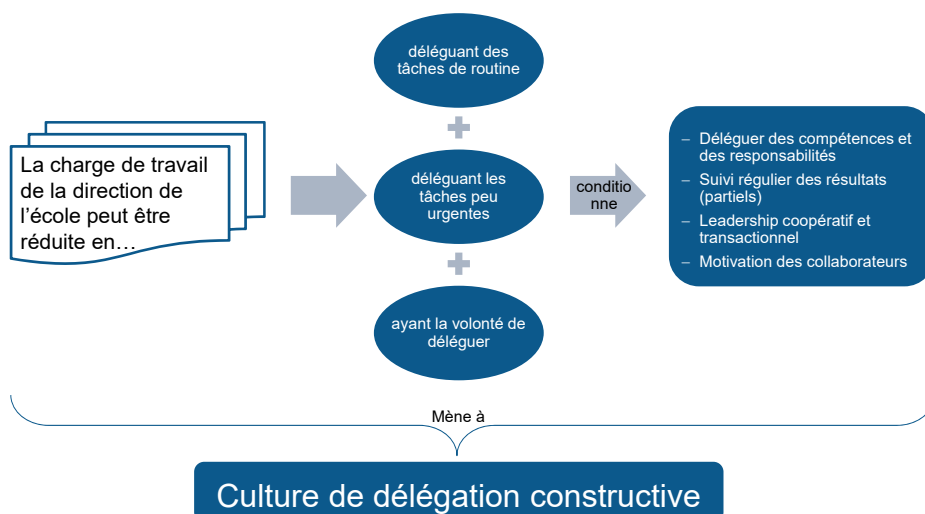 La charge de travail
de la direction de
l'école peut être
réduite en…
déléguant des
tâches de routine
déléguant les
tâches peu
urgentes
ayant la volonté de
déléguer
conditio
nne
– Déléguer des compétences et
des responsabilités
– Suivi régulier des résultats
(partiels)
– Leadership coopératif et
transactionnel
– Motivation des collaborateurs
Mène à
Culture de délégation constructive